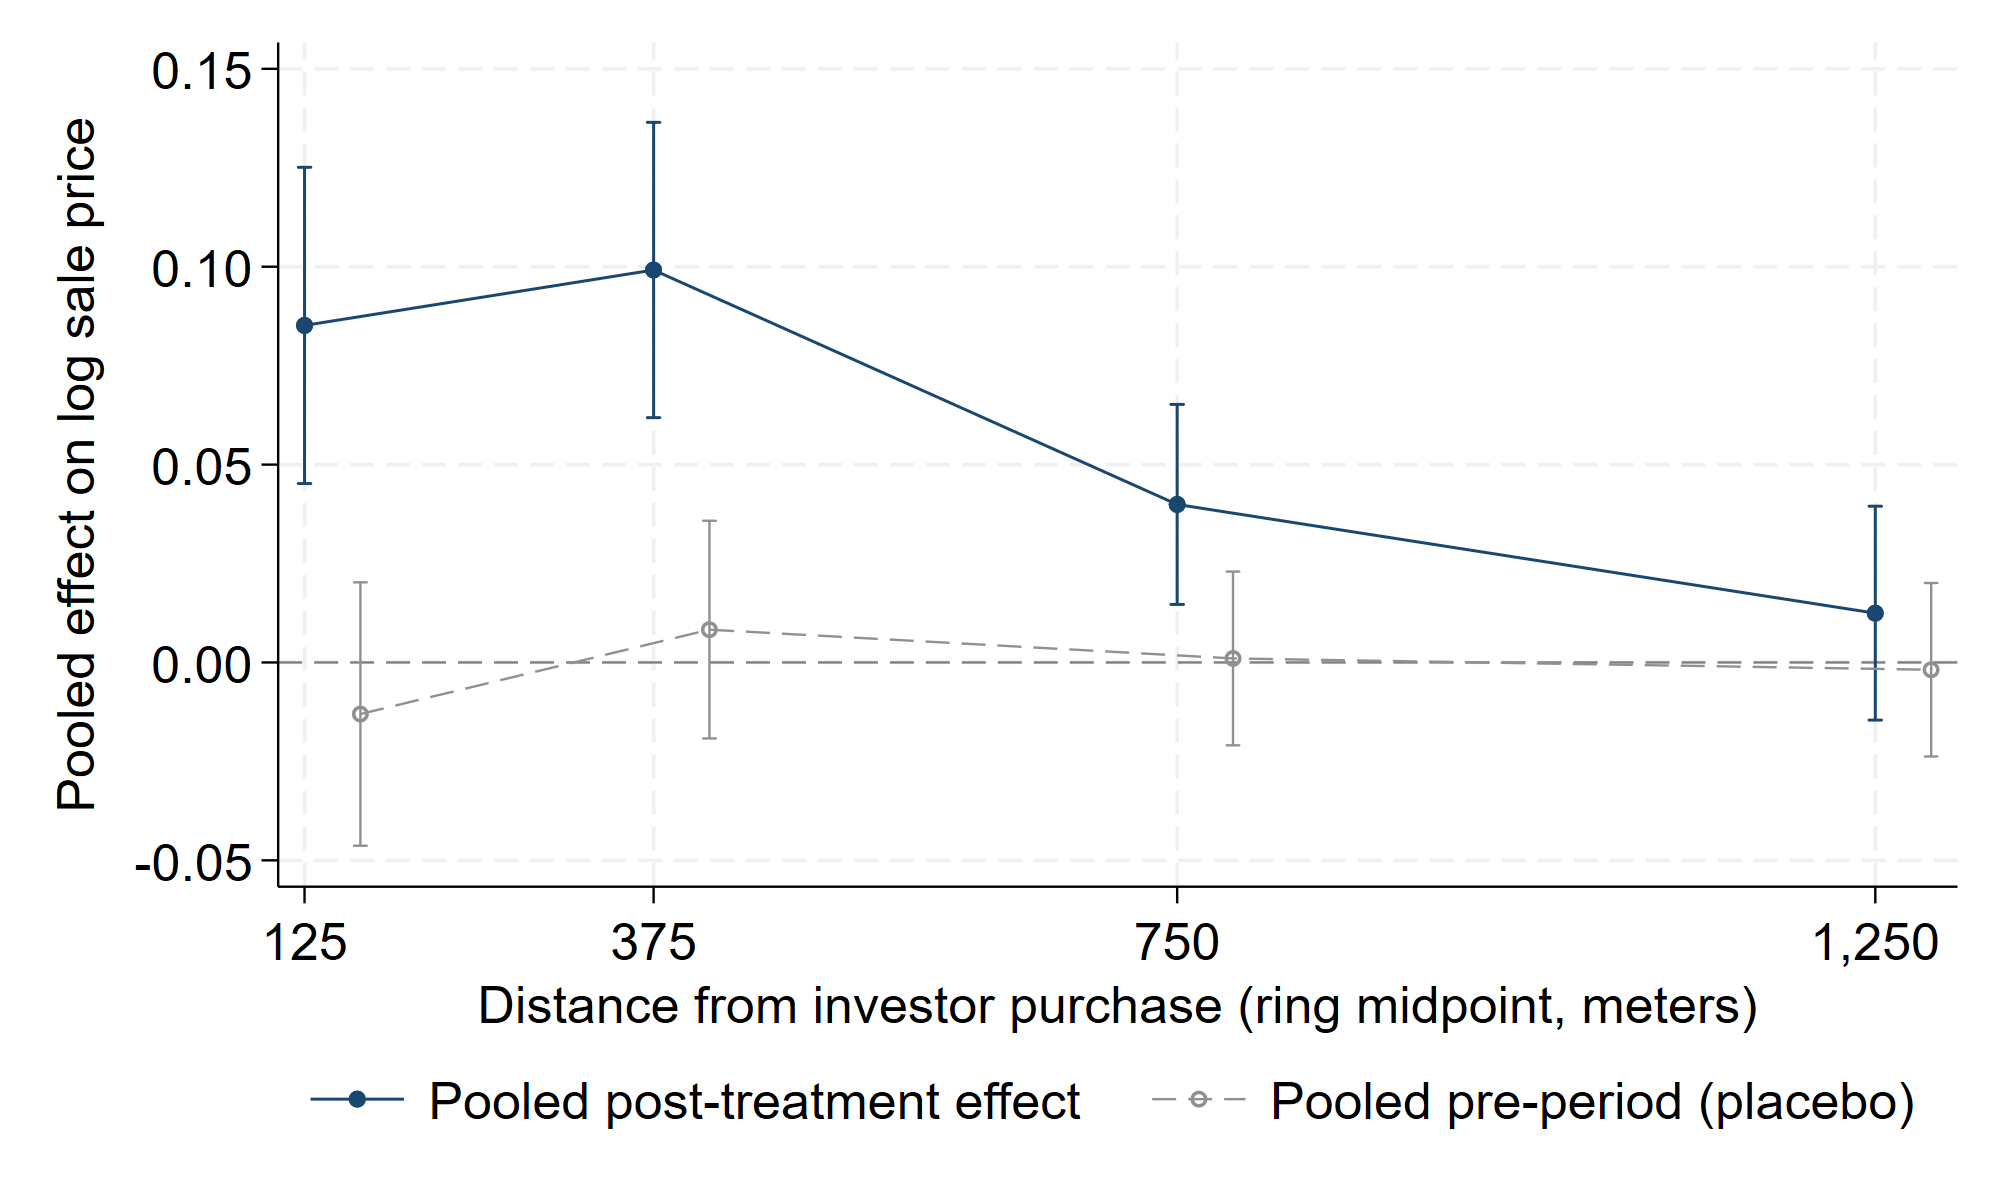 Pooled effect on log sale price
0.15
0.10
0.05
0.00
-0.05
125 375 750 1,250
Distance from investor purchase (ring midpoint, meters)
Pooled post-treatment effect Pooled pre-period (placebo)